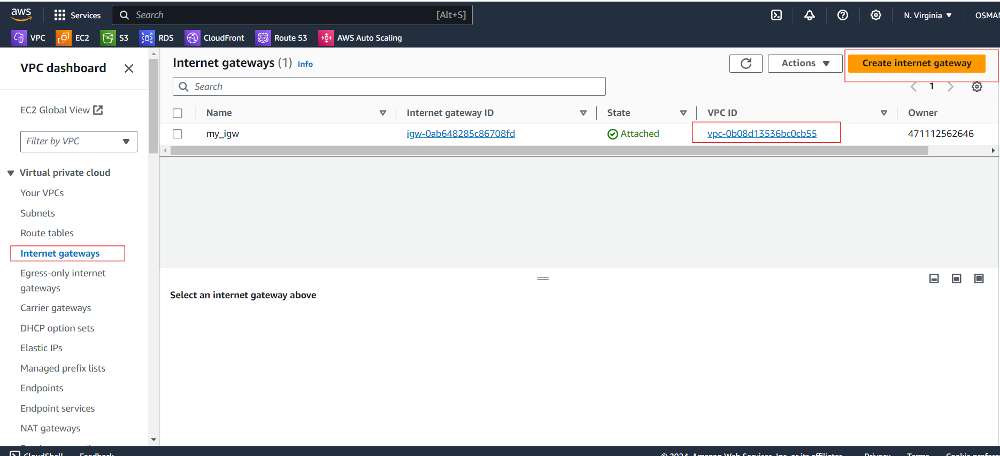 aws
Services
Search
[Alt+S]
N. Virginia
OSMAN
VPC
EC2
S3
RDS
CloudFront
Route 53
AWS Auto Scaling
VPC dashboard
EC2 Global View
Filter by VPC
Virtual private cloud
Your VPCs
Subnets
Route tables
Internet gateways
Egress-only internet
gateways
Carrier gateways
DHCP option sets
Elastic IPs
Managed prefix lists
Endpoints
Endpoint services
NAT gateways
Internet gateways (1) Info
Actions
Create internet gateway
Search
1
Name
Internet gateway ID
State
VPC ID
Owner
my_igw
igw-0ab648285c86708fd
Attached
vpc-0b08d13536bc0cb55
471112562646
Select an internet gateway above
CloudShell
Feedback
© 2024, Amazon Web Services, Inc. or its affiliates.
Privacy
Terms
Cookie prefere